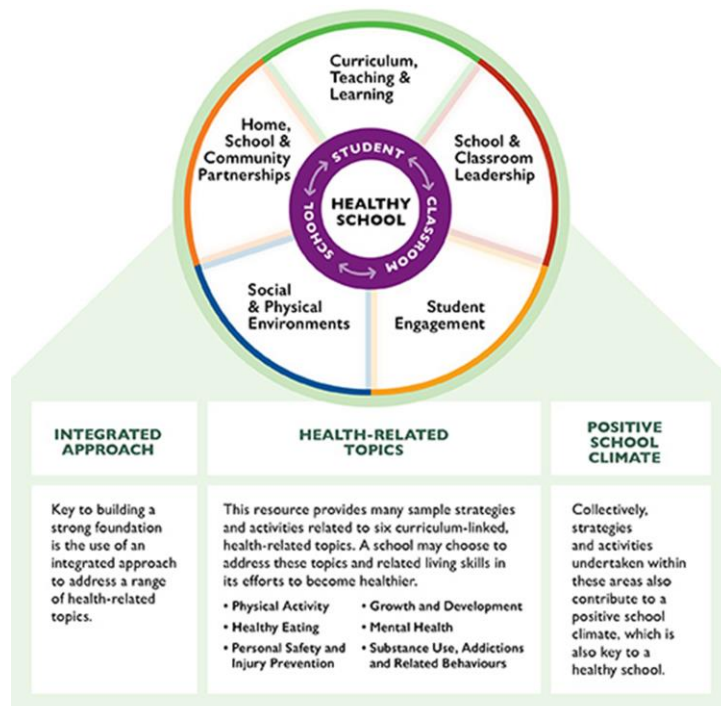 Curriculum,
Teaching &
Learning
Home,
School &
Community
Partnerships
School &
Classroom
Leadership
STUDENT
CLASSROOM
SCHOOL
HEALTHY
SCHOOL
Social
& Physical
Environments
Student
Engagement
INTEGRATED
APPROACH
Key to building a
strong foundation
is the use of an
integrated approach
to address a range
of health-related
topics.
HEALTH-RELATED
TOPICS
This resource provides many sample strategies
and activities related to six curriculum-linked,
health-related topics. A school may choose to
address these topics and related living skills in
its efforts to become healthier.
• Physical Activity
• Healthy Eating
• Personal Safety and
Injury Prevention
• Growth and Development
• Mental Health
• Substance Use, Addictions
and Related Behaviours
POSITIVE
SCHOOL
CLIMATE
Collectively,
strategies
and activities
undertaken within
these areas also
contribute to a
positive school
climate, which is
also key to a
healthy school.